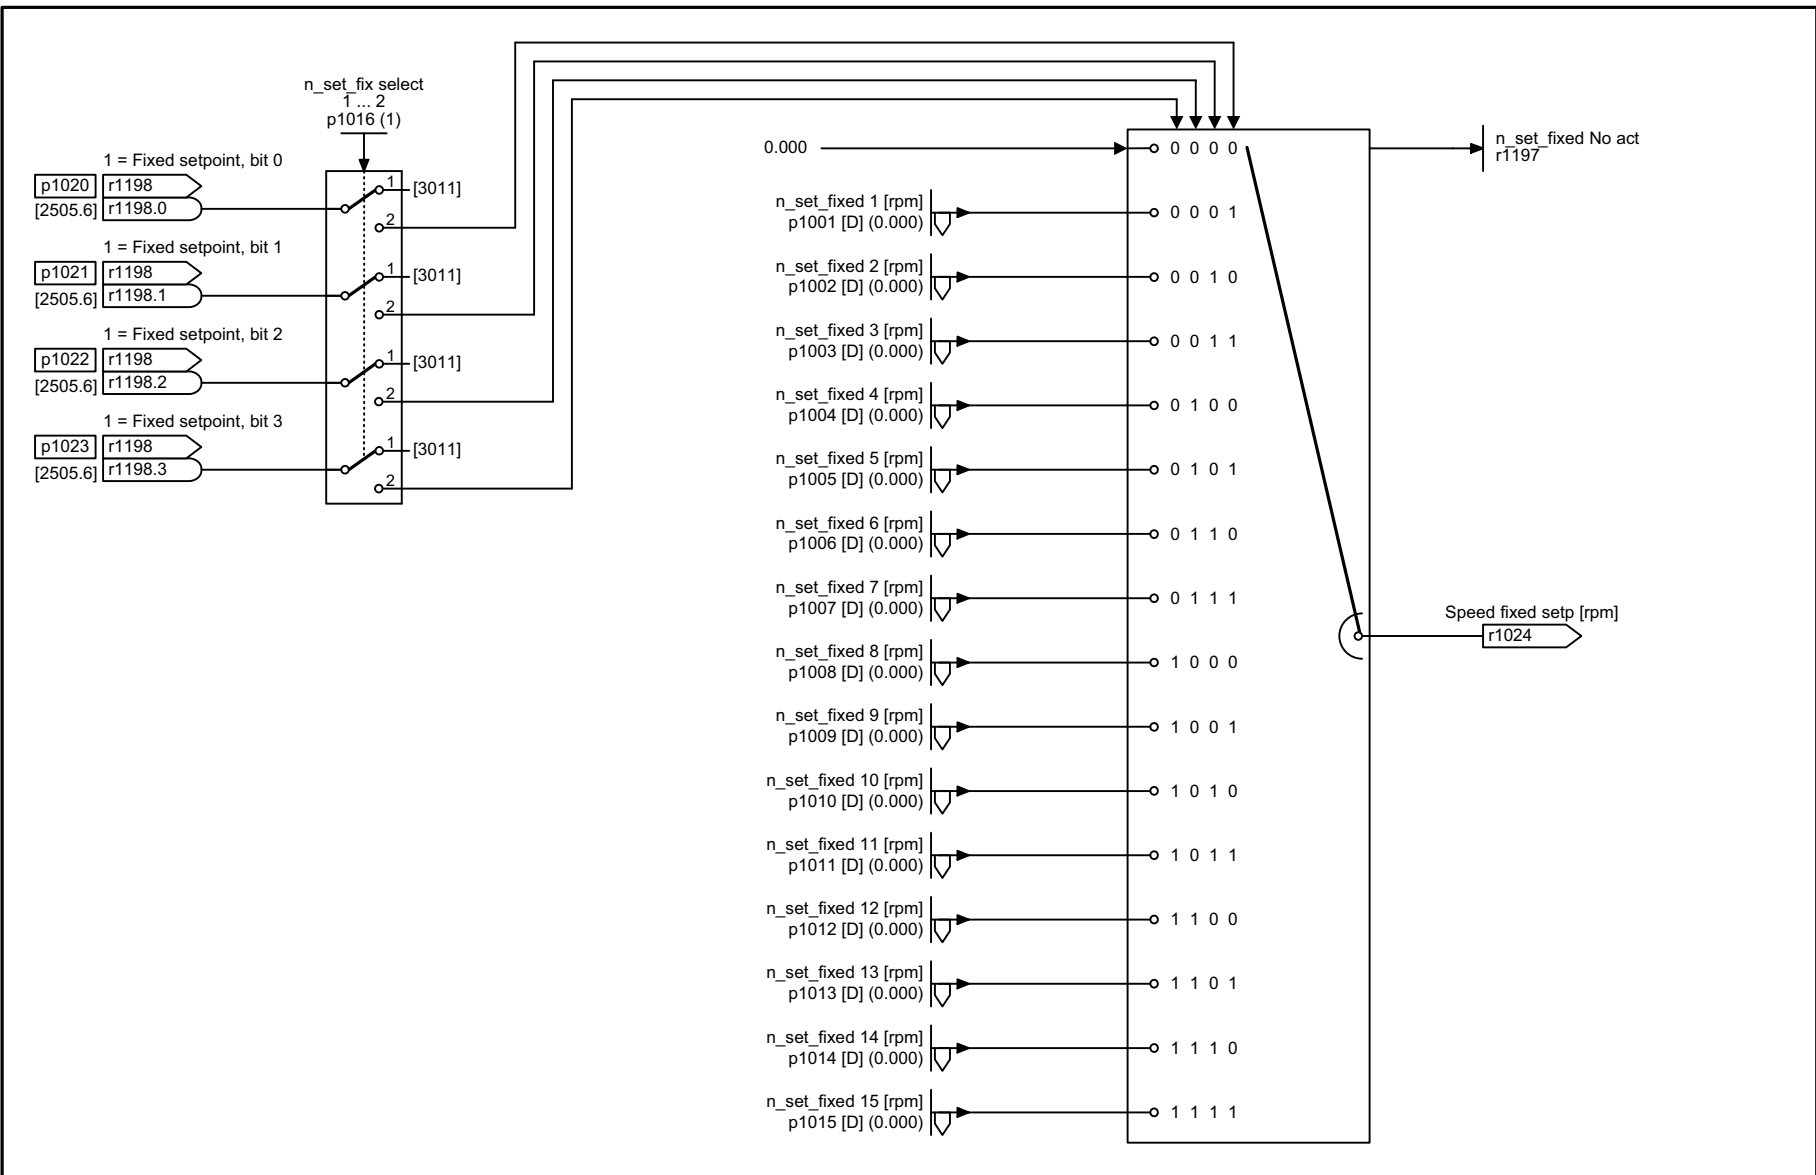 n_set_fix select
1 ... 2
p1016 (1)
1 = Fixed setpoint, bit 0
p1020 r1198
[2505.6] r1198.0
1 [3011]
2
1 = Fixed setpoint, bit 1
p1021 r1198
[2505.6] r1198.1
1 [3011]
2
1 = Fixed setpoint, bit 2
p1022 r1198
[2505.6] r1198.2
1 [3011]
2
1 = Fixed setpoint, bit 3
p1023 r1198
[2505.6] r1198.3
1 [3011]
2
0.000
0 0 0 0
n_set_fixed No act
r1197
n_set_fixed 1 [rpm]
p1001 [D] (0.000)
0 0 0 1
n_set_fixed 2 [rpm]
p1002 [D] (0.000)
0 0 1 0
n_set_fixed 3 [rpm]
p1003 [D] (0.000)
0 0 1 1
n_set_fixed 4 [rpm]
p1004 [D] (0.000)
0 1 0 0
n_set_fixed 5 [rpm]
p1005 [D] (0.000)
0 1 0 1
n_set_fixed 6 [rpm]
p1006 [D] (0.000)
0 1 1 0
n_set_fixed 7 [rpm]
p1007 [D] (0.000)
0 1 1 1
Speed fixed setp [rpm]
r1024
n_set_fixed 8 [rpm]
p1008 [D] (0.000)
1 0 0 0
n_set_fixed 9 [rpm]
p1009 [D] (0.000)
1 0 0 1
n_set_fixed 10 [rpm]
p1010 [D] (0.000)
1 0 1 0
n_set_fixed 11 [rpm]
p1011 [D] (0.000)
1 0 1 1
n_set_fixed 12 [rpm]
p1012 [D] (0.000)
1 1 0 0
n_set_fixed 13 [rpm]
p1013 [D] (0.000)
1 1 0 1
n_set_fixed 14 [rpm]
p1014 [D] (0.000)
1 1 1 0
n_set_fixed 15 [rpm]
p1015 [D] (0.000)
1 1 1 1